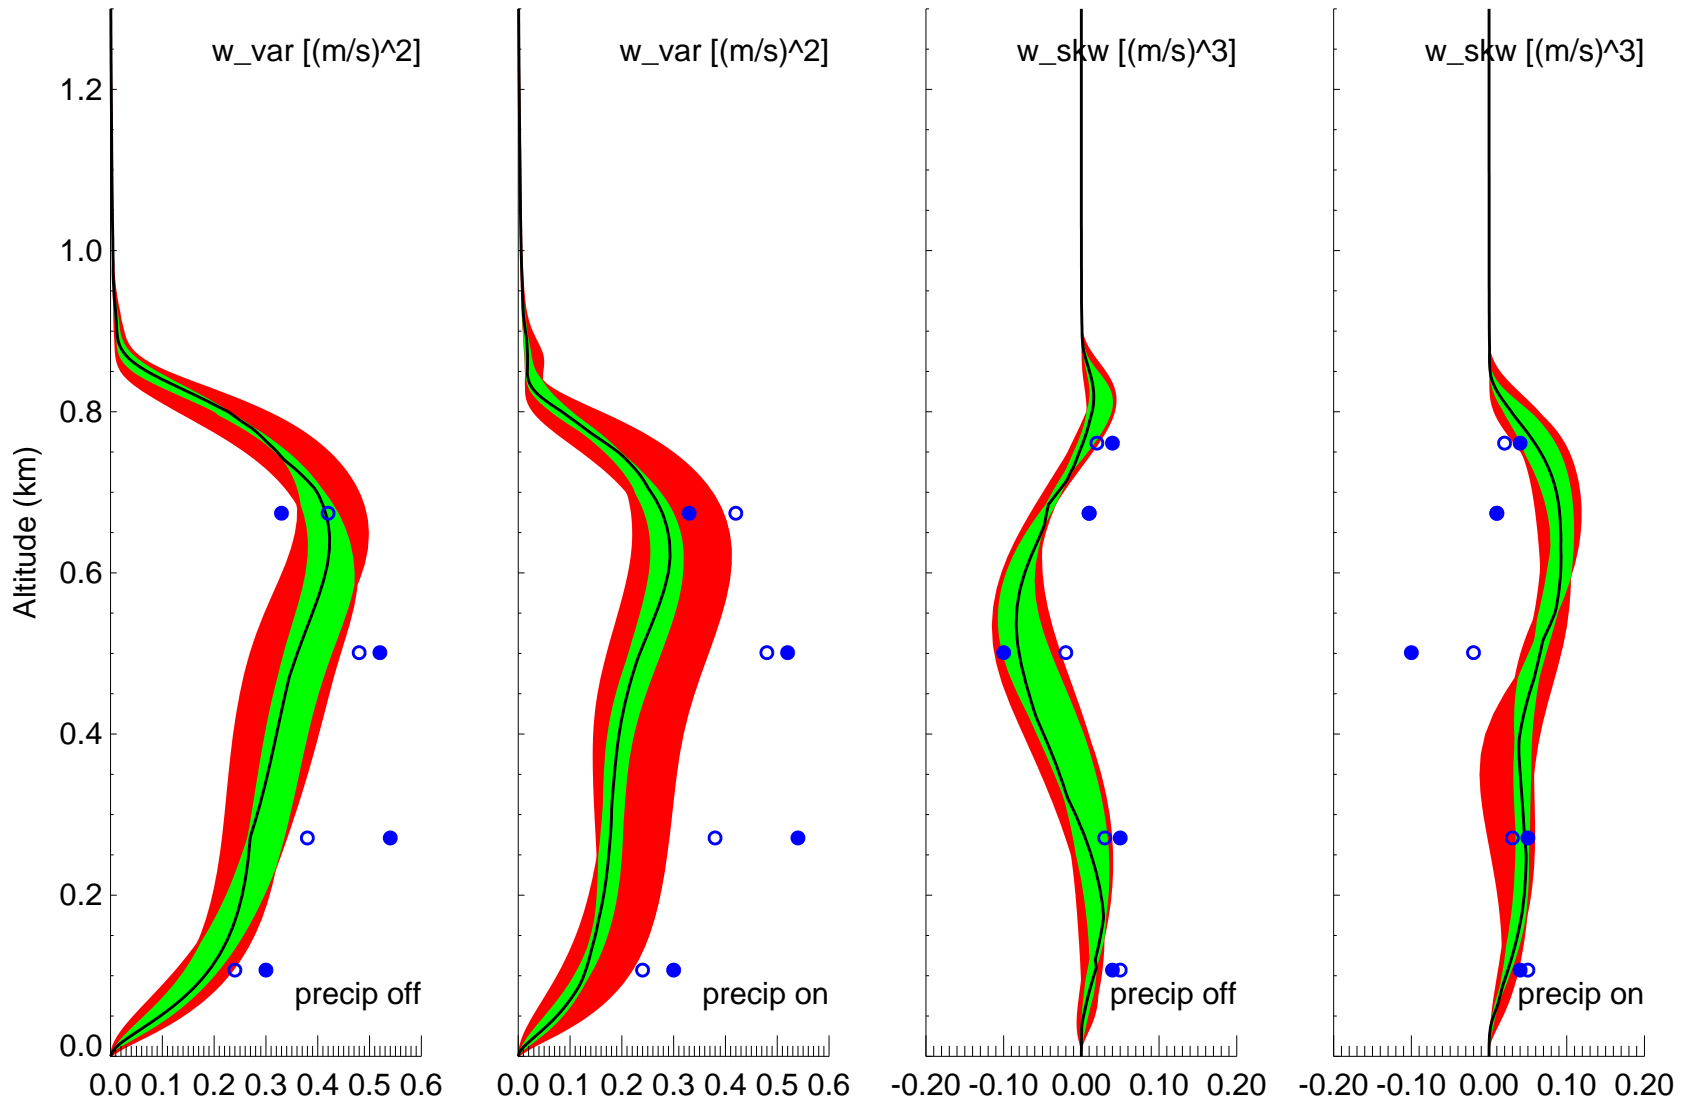 w_var [(m/s)^2]
w_var [(m/s)^2]
w_skw [(m/s)^3]
w_skw [(m/s)^3]
Altitude (km)
1.2
1.0
0.8
0.6
0.4
0.2
0.0
precip off
precip on
precip off
precip on
0.0 0.1 0.2 0.3 0.4 0.5 0.6
0.0 0.1 0.2 0.3 0.4 0.5 0.6
-0.20 -0.10 0.00 0.10 0.20
-0.20 -0.10 0.00 0.10 0.20